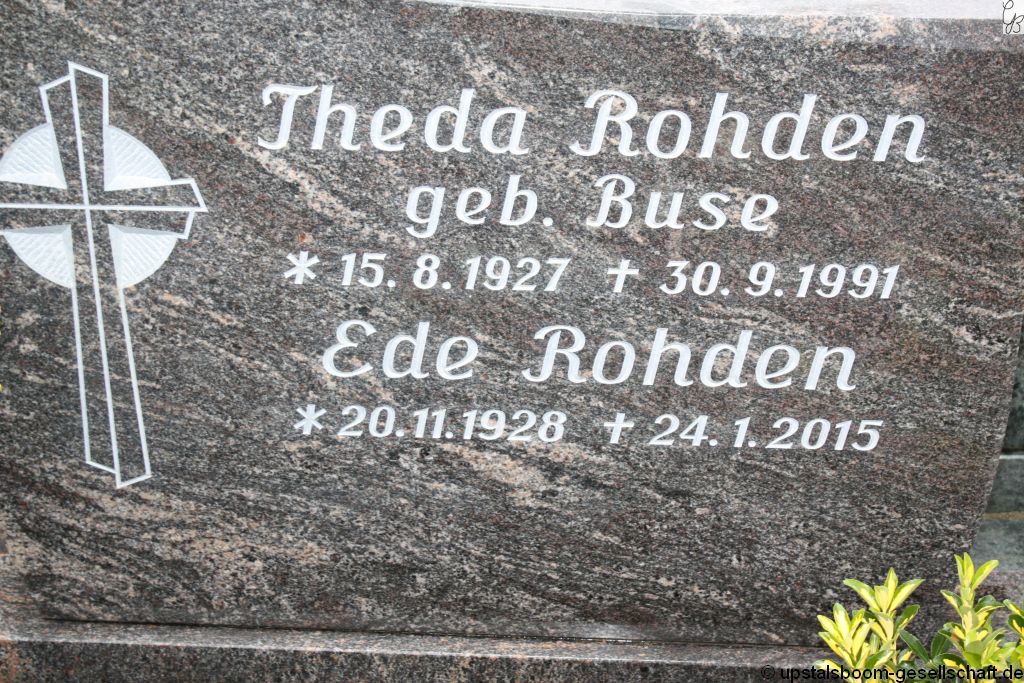 Theda Rohden
geb. Buse
* 15. 8. 1927 † 30. 9. 1991
Ede Rohden
* 20. 11. 1928 † 24. 1. 2015
© upstalsboom-gesellschaft.de